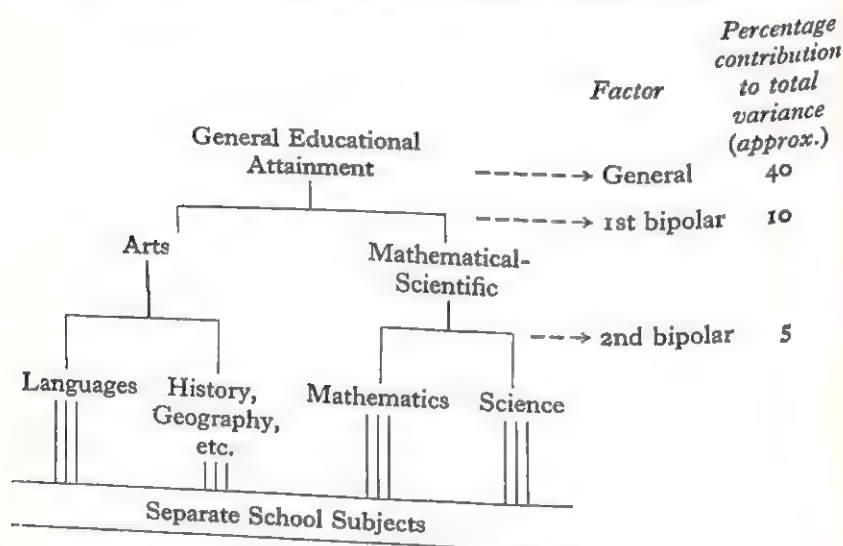 Percentage
contribution
Factor to total
variance
(approx.)
General Educational
Attainment
General 40
1st bipolar 10
Arts
Mathematical-
Scientific
2nd bipolar 5
Languages History, Mathematics Science
Geography,
etc.
Separate School Subjects